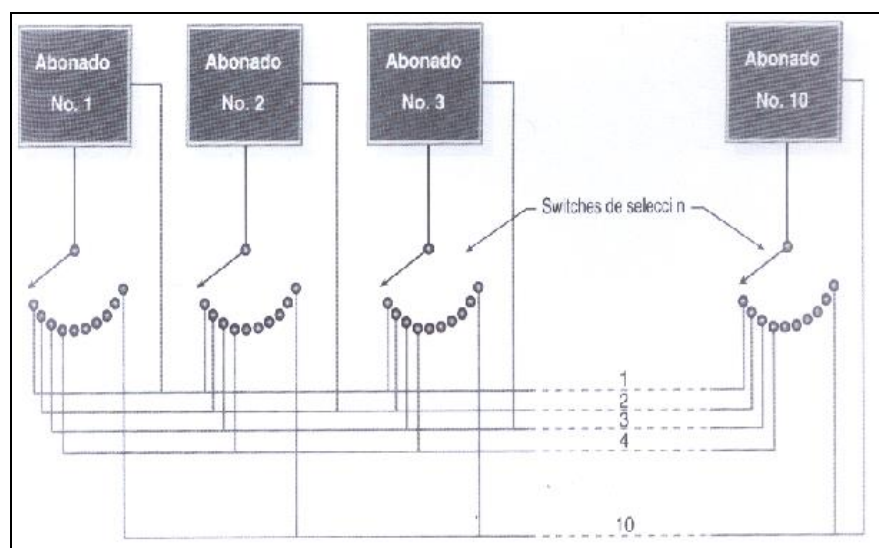 Abonado
No. 1
Abonado
No. 2
Abonado
No. 3
Abonado
No. 10
Switches de selecci n
1
2
3
4
10